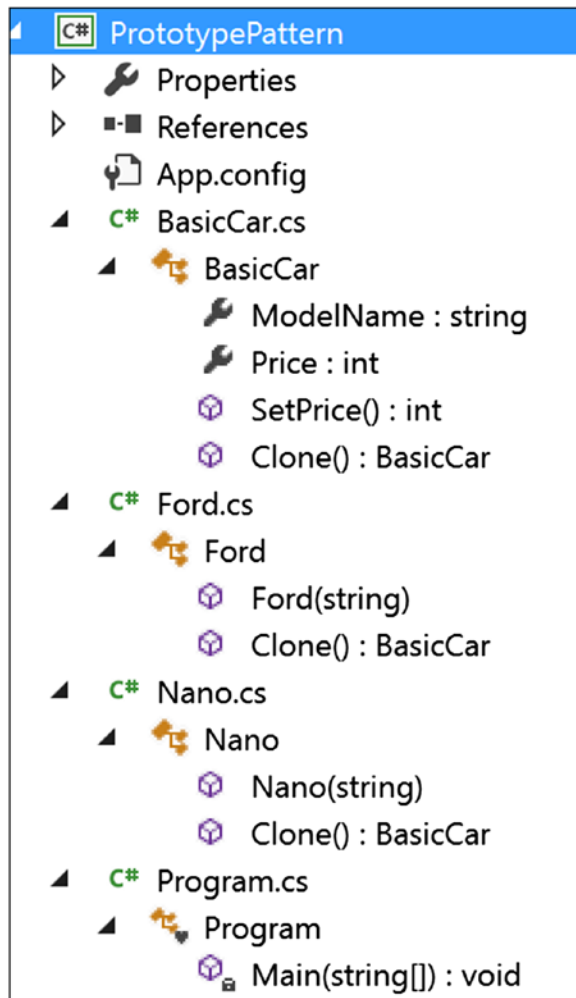 C# PrototypePattern
Properties
References
App.config
C# BasicCar.cs
BasicCar
ModelName : string
Price : int
SetPrice() : int
Clone() : BasicCar
C# Ford.cs
Ford
Ford(string)
Clone() : BasicCar
C# Nano.cs
Nano
Nano(string)
Clone() : BasicCar
C# Program.cs
Program
Main(string[]) : void